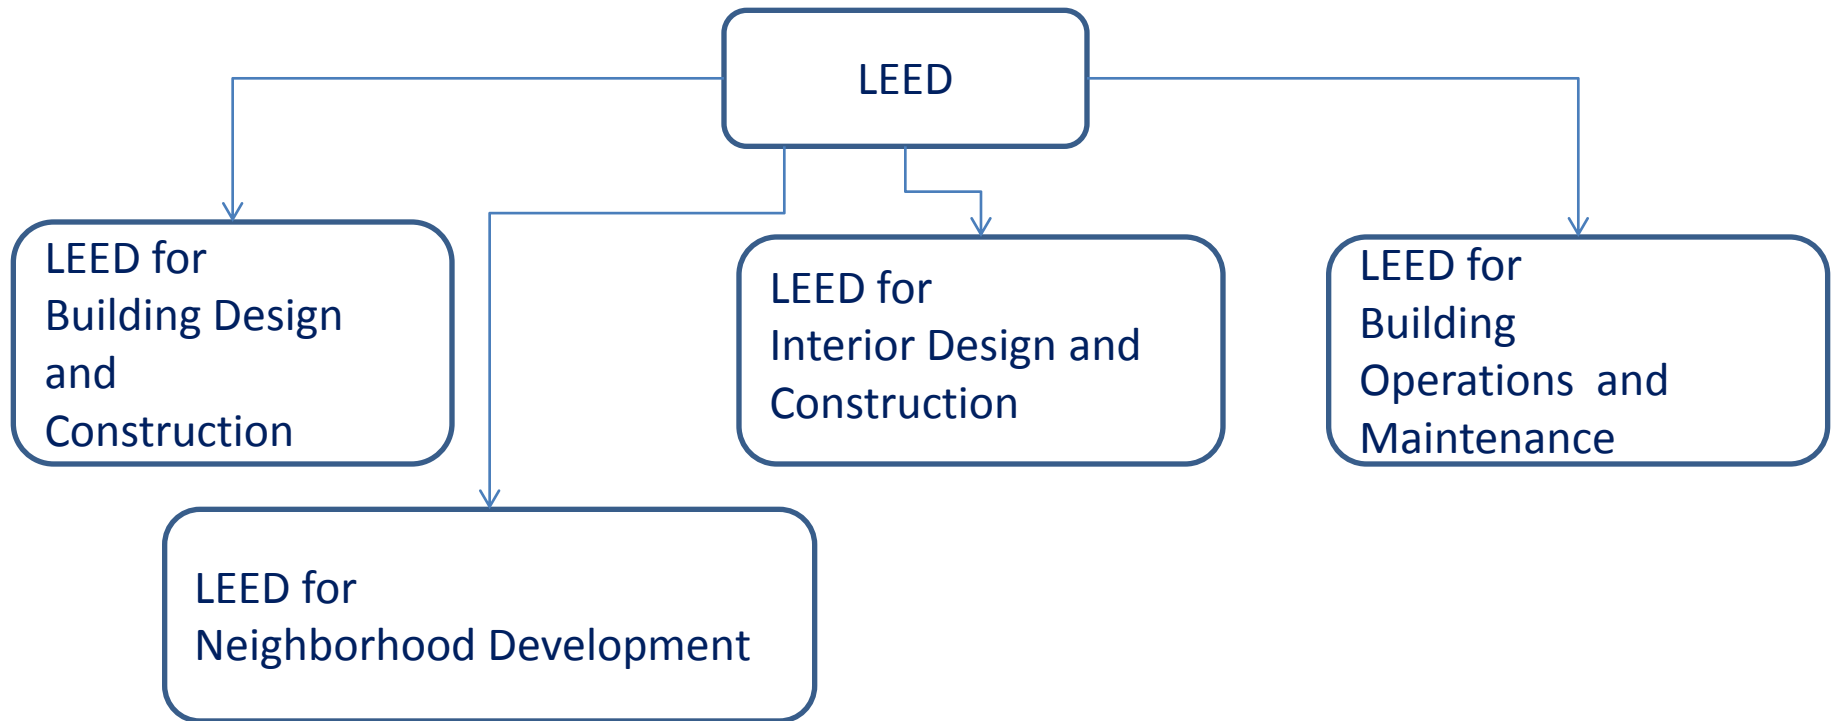 LEED
LEED for
Building Design
and
Construction
LEED for
Interior Design and
Construction
LEED for
Building
Operations  and
Maintenance
LEED for
Neighborhood Development